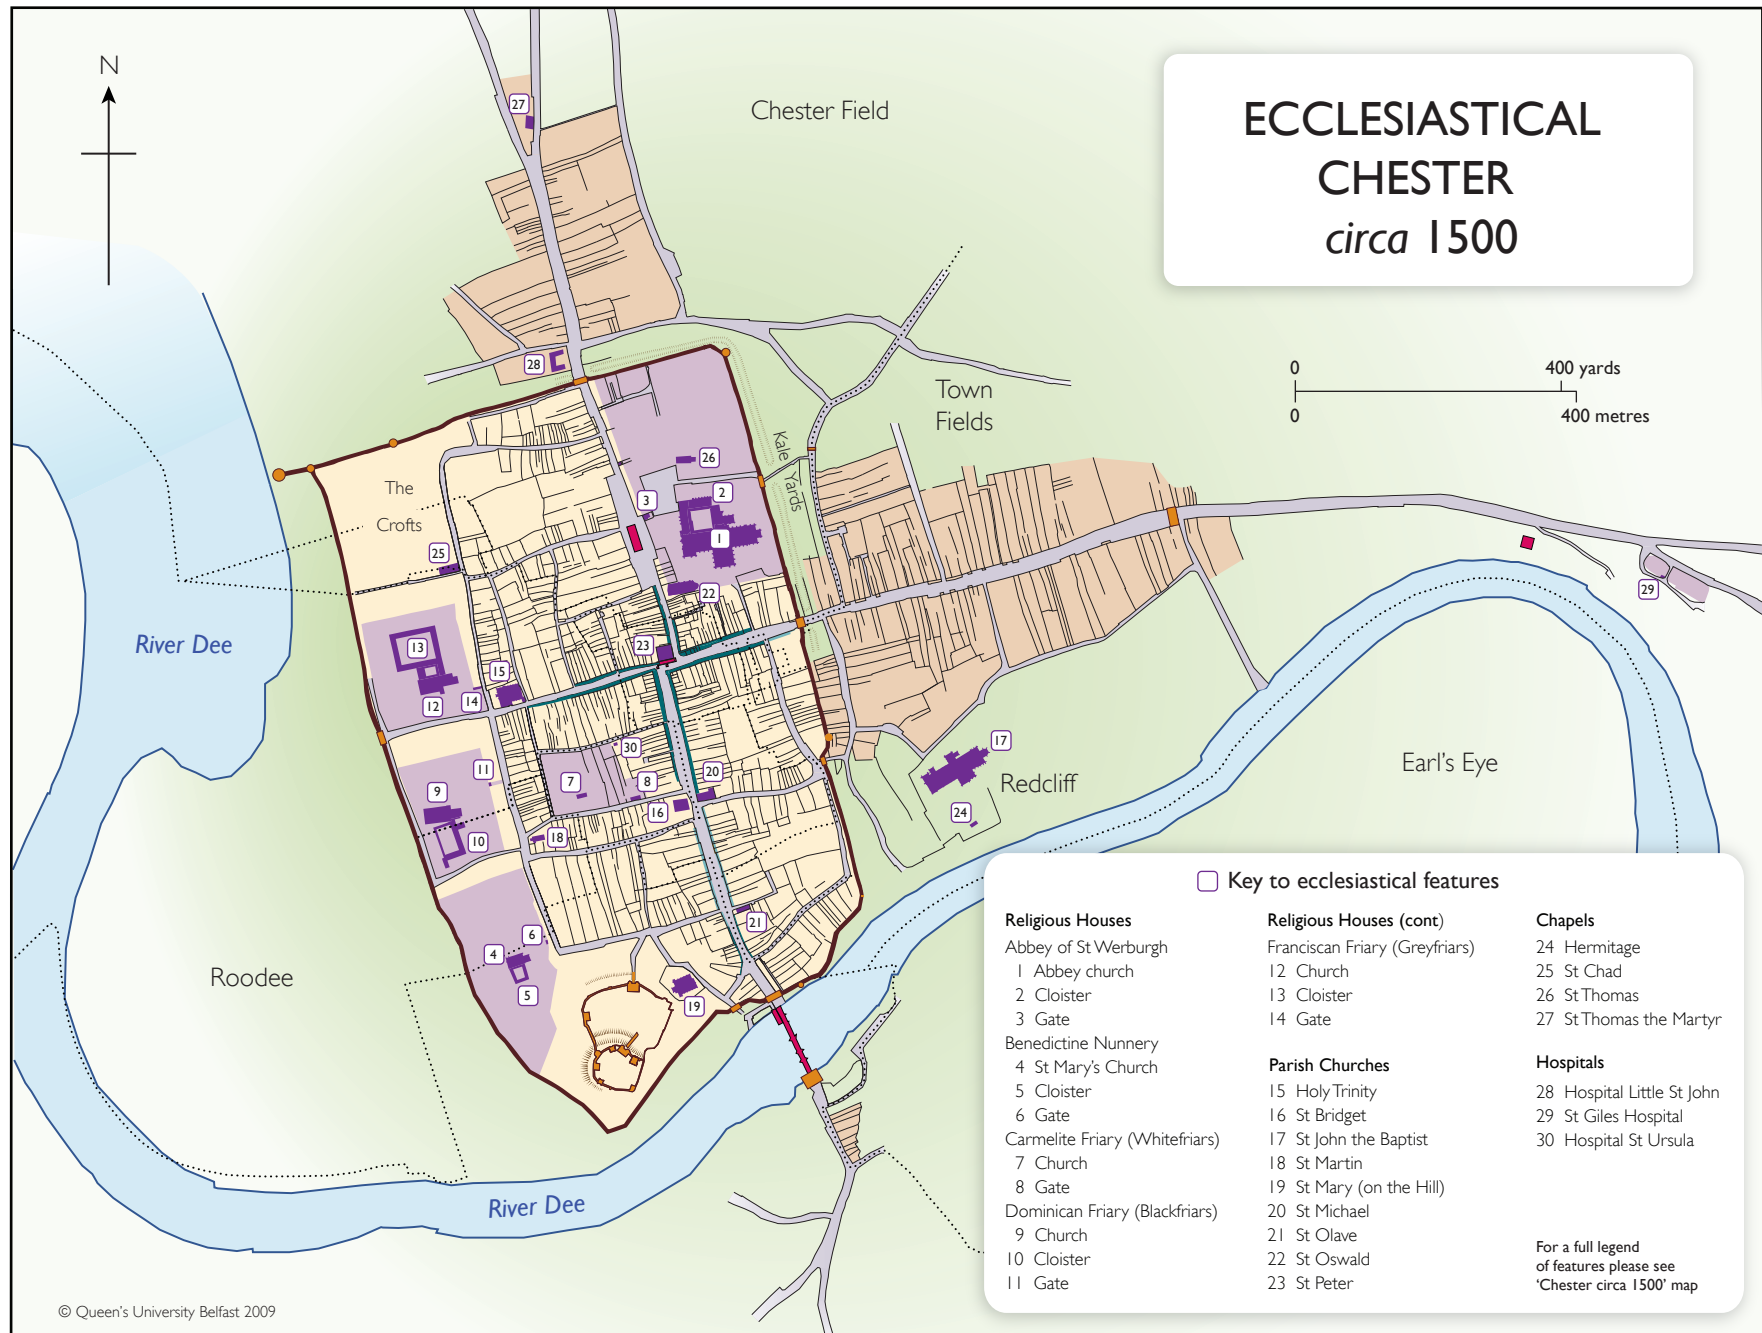 N
27
Chester Field
ECCLESIASTICAL
CHESTER
circa 1500
0 400 yards
0 400 metres
28
Town
Fields
Kale Yards
26
The
Crofts
3
2
1
25
22
29
River Dee
13
23
15
12
14
30
17
Earl's Eye
11
7
8
20
Redcliff
9
16
24
18
10
21
6
4
Roodee
5
19
River Dee
Key to ecclesiastical features
Religious Houses
Abbey of St Werburgh
1 Abbey church
2 Cloister
3 Gate
Benedictine Nunnery
4 St Mary's Church
5 Cloister
6 Gate
Carmelite Friary (Whitefriars)
7 Church
8 Gate
Dominican Friary (Blackfriars)
9 Church
10 Cloister
11 Gate
Religious Houses (cont)
Franciscan Friary (Greyfriars)
12 Church
13 Cloister
14 Gate
Parish Churches
15 Holy Trinity
16 St Bridget
17 St John the Baptist
18 St Martin
19 St Mary (on the Hill)
20 St Michael
21 St Olave
22 St Oswald
23 St Peter
Chapels
24 Hermitage
25 St Chad
26 St Thomas
27 St Thomas the Martyr
Hospitals
28 Hospital Little St John
29 St Giles Hospital
30 Hospital St Ursula
For a full legend
of features please see
'Chester circa 1500' map
© Queen's University Belfast 2009